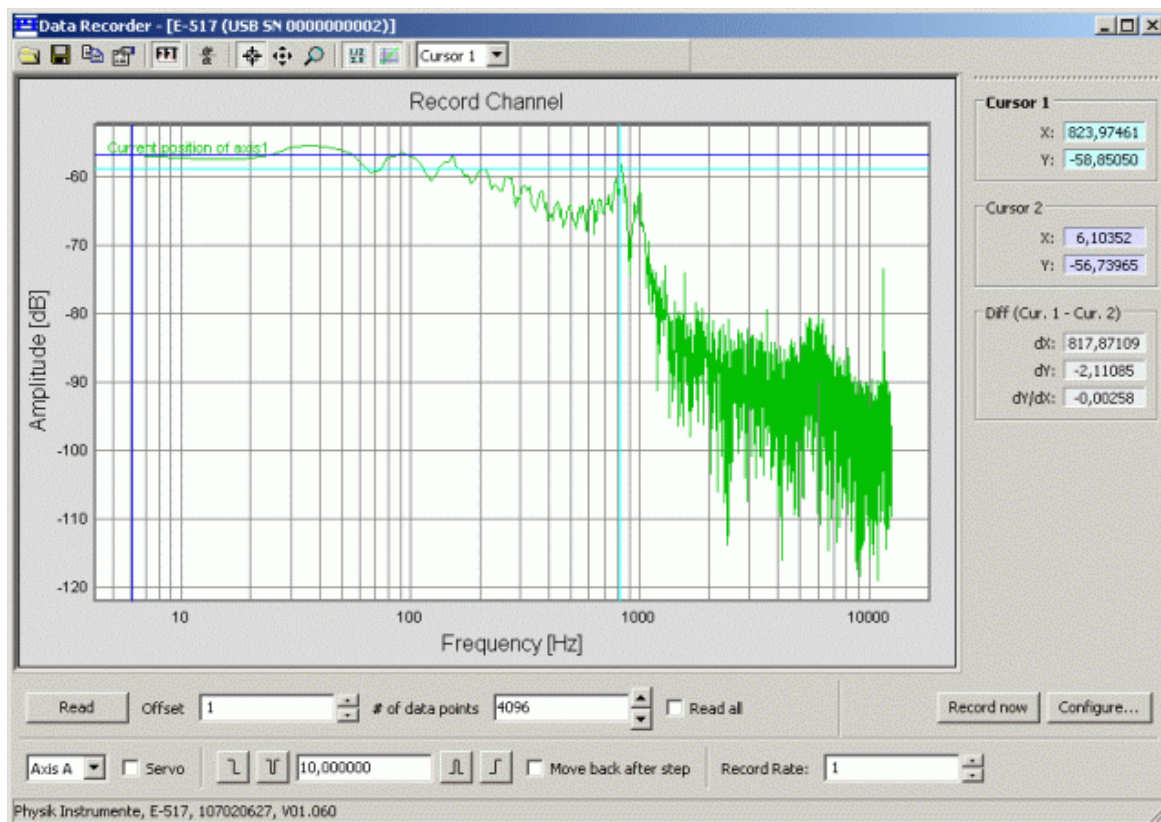 Data Recorder - [E-517 (USB SN 0000000002)]
FFT
Cursor 1
Record Channel
Current position of axis1
Amplitude [dB]
-60
-70
-80
-90
-100
-110
-120
10 100 1000 10000
Frequency [Hz]
Cursor 1
X: 823,97461
Y: -58,85050
Cursor 2
X: 6,10352
Y: -56,73965
Diff (Cur. 1 - Cur. 2)
dX: 817,87109
dY: -2,11085
dY/dX: -0,00258
Read Offset 1 # of data points 4096 Read all Record now Configure...
Axis A Servo 10,000000 Move back after step Record Rate: 1
Physik Instrumente, E-517, 107020627, V01.060